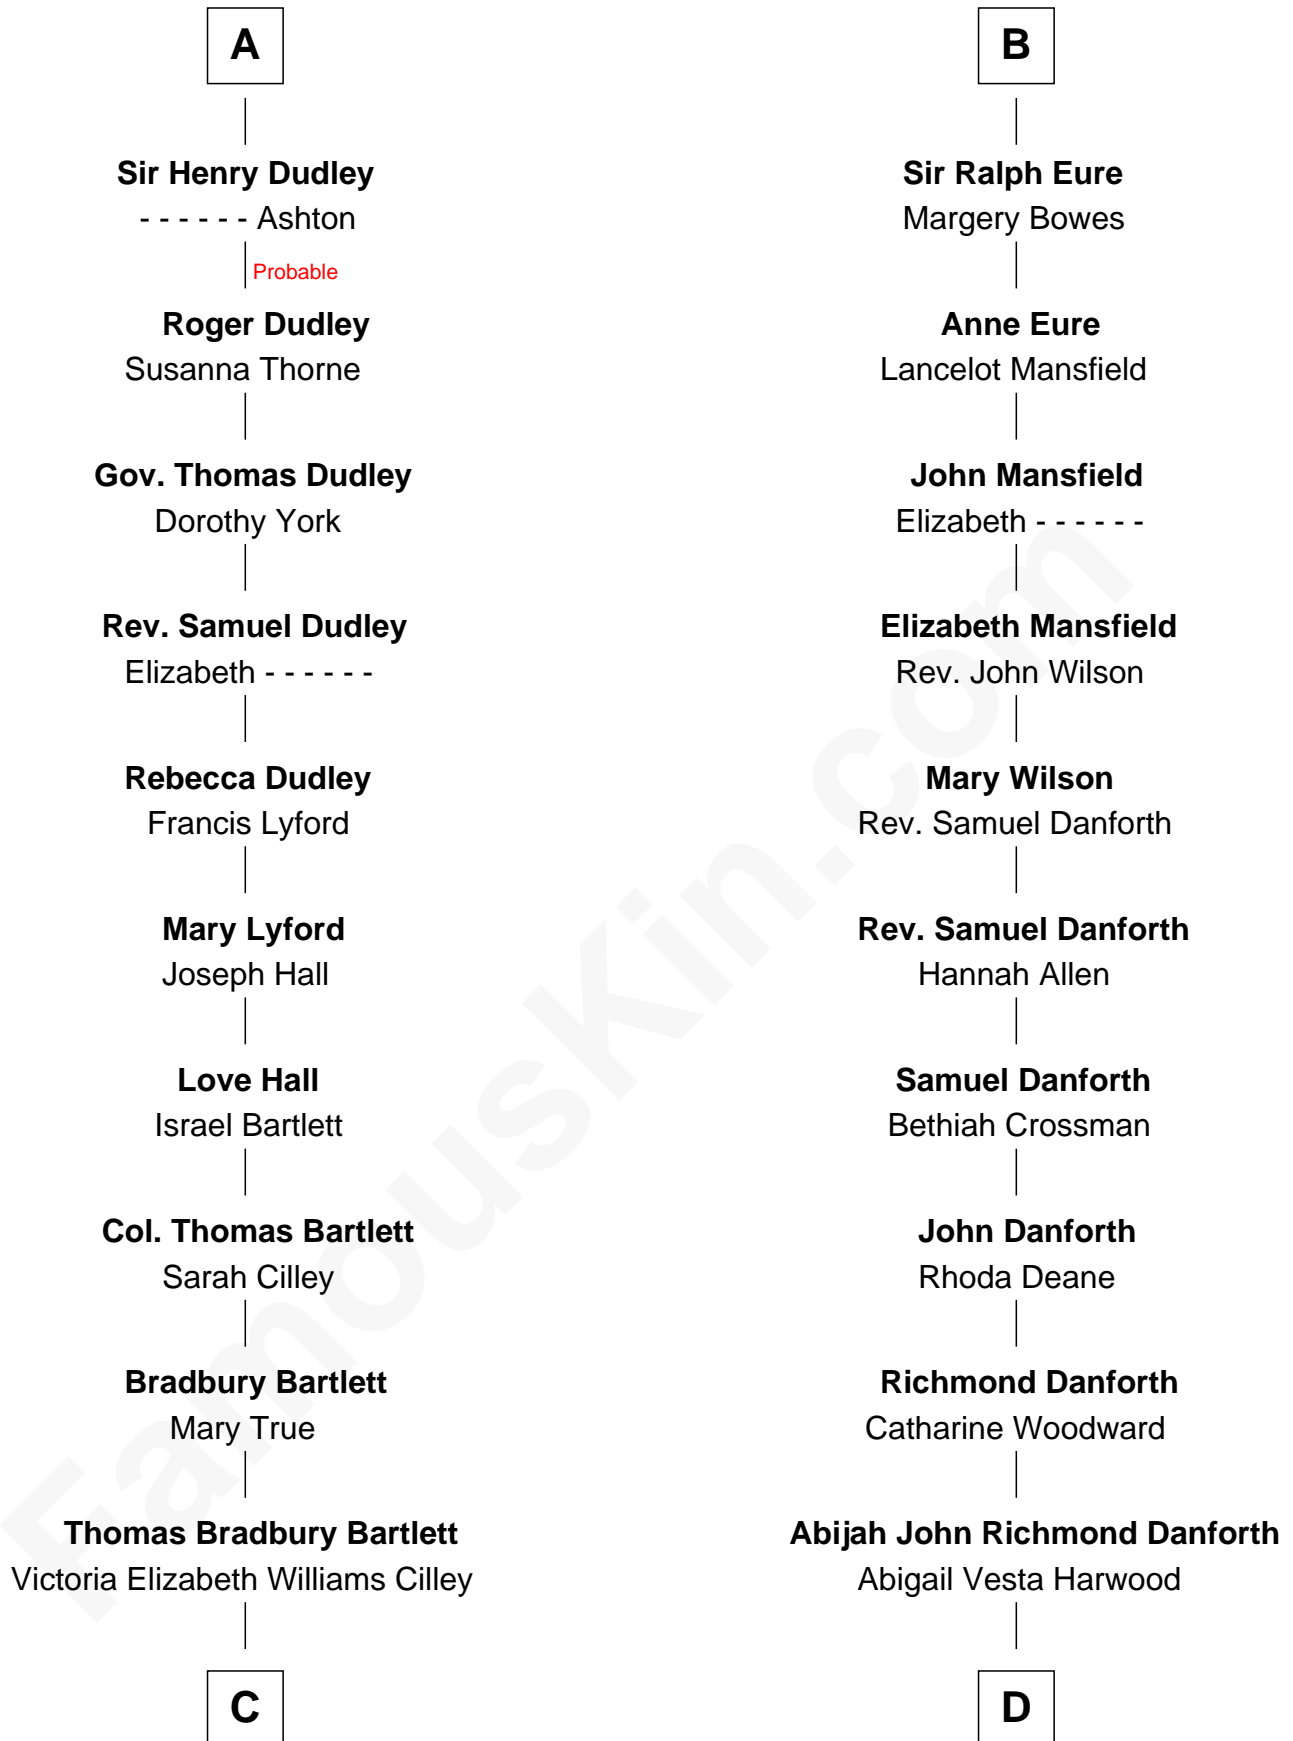 A
Sir Henry Dudley
- - - - - - Ashton
Probable
Roger Dudley
Susanna Thorne
Gov. Thomas Dudley
Dorothy York
Rev. Samuel Dudley
Elizabeth - - - - - -
Rebecca Dudley
Francis Lyford
Mary Lyford
Joseph Hall
Love Hall
Israel Bartlett
Col. Thomas Bartlett
Sarah Cilley
Bradbury Bartlett
Mary True
Thomas Bradbury Bartlett
Victoria Elizabeth Williams Cilley
C
B
Sir Ralph Eure
Margery Bowes
Anne Eure
Lancelot Mansfield
John Mansfield
Elizabeth - - - - - -
Elizabeth Mansfield
Rev. John Wilson
Mary Wilson
Rev. Samuel Danforth
Rev. Samuel Danforth
Hannah Allen
Samuel Danforth
Bethiah Crossman
John Danforth
Rhoda Deane
Richmond Danforth
Catharine Woodward
Abijah John Richmond Danforth
Abigail Vesta Harwood
D
FamousKin.com